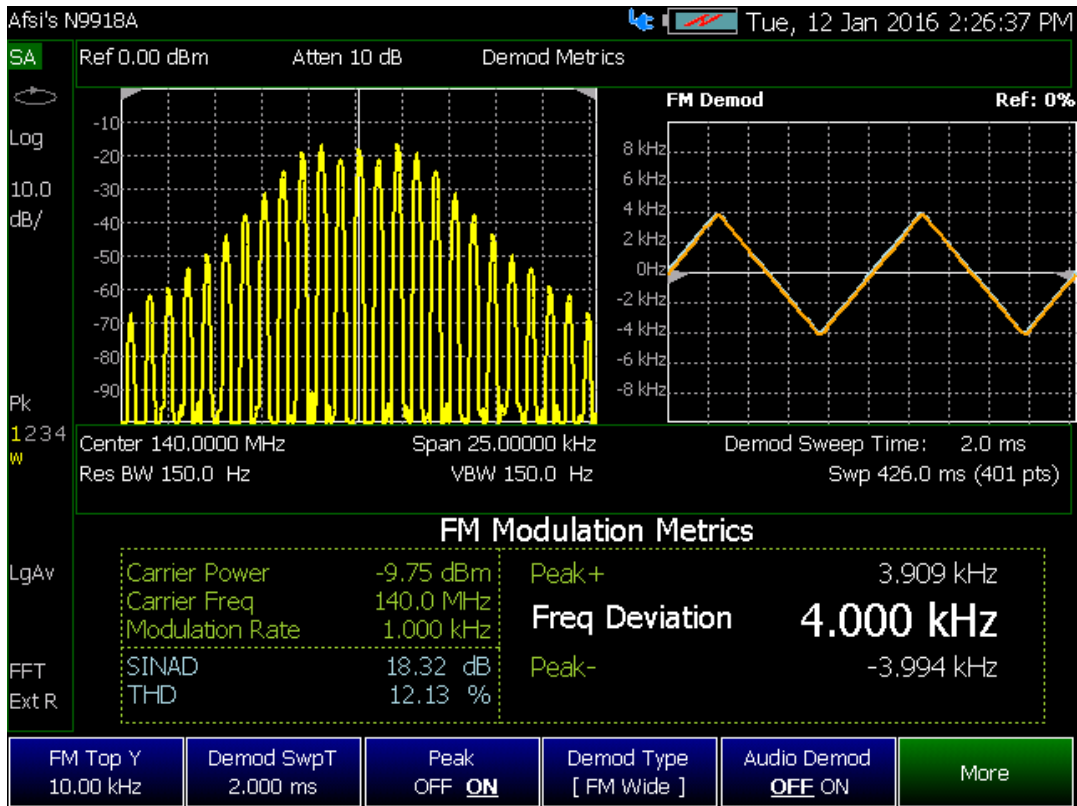 Afsi's N9918A Tue, 12 Jan 2016 2:26:37 PM
SA Ref 0.00 dBm Atten 10 dB Demod Metrics
FM Demod Ref: 0%
Log
10.0
dB/
-10
-20
-30
-40
-50
-60
-70
-80
-90
8 kHz
6 kHz
4 kHz
2 kHz
0Hz
-2 kHz
-4 kHz
-6 kHz
-8 kHz
Pk
1234
W
Center 140.0000 MHz Span 25.00000 kHz Demod Sweep Time: 2.0 ms
Res BW 150.0 Hz VBW 150.0 Hz Swp 426.0 ms (401 pts)
FM Modulation Metrics
LgAv
FFT
Ext R
Carrier Power -9.75 dBm
Carrier Freq 140.0 MHz
Modulation Rate 1.000 kHz
SINAD 18.32 dB
THD 12.13 %
Peak+ 3.909 kHz
Freq Deviation 4.000 kHz
Peak- -3.994 kHz
FM Top Y
10.00 kHz
Demod SwpT
2.000 ms
Peak
OFF ON
Demod Type
[ FM Wide ]
Audio Demod
OFF ON
More